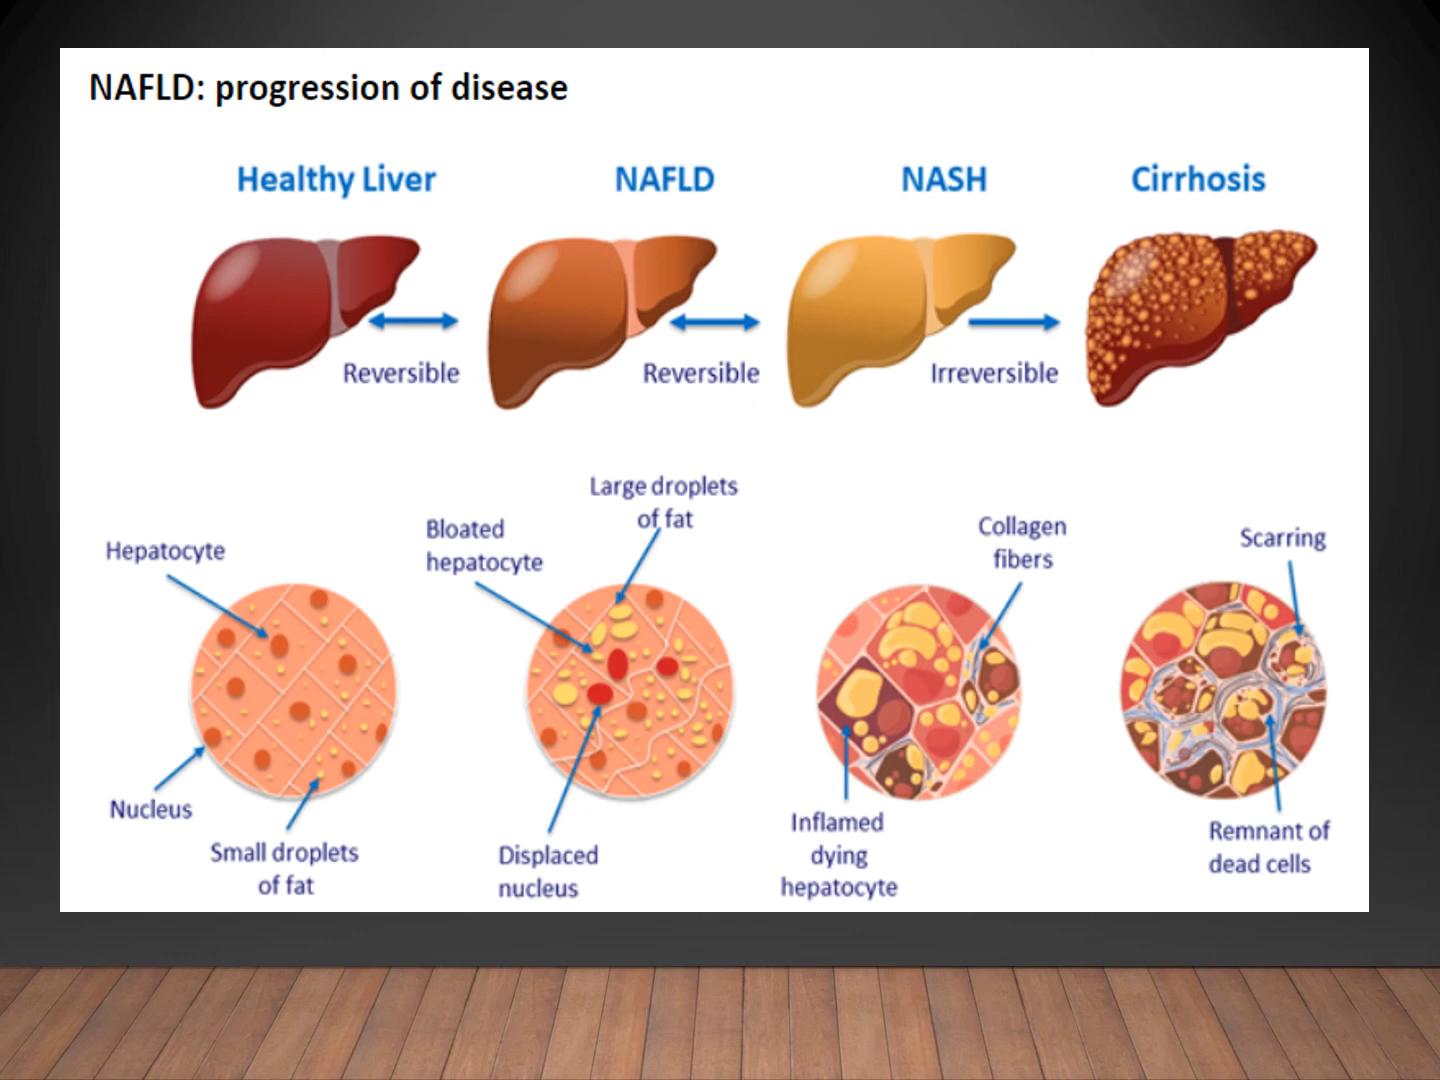 NAFLD: progression of disease
Healthy Liver
NAFLD
NASH
Cirrhosis
Reversible
Reversible
Irreversible
Large droplets
of fat
Bloated
hepatocyte
Hepatocyte
Collagen
fibers
Scarring
Nucleus
Small droplets
of fat
Displaced
nucleus
Inflamed
dying
hepatocyte
Remnant of
dead cells